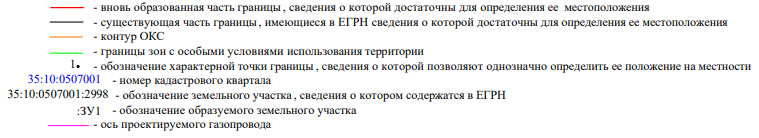 - вновь образованная часть границы, сведения о которой достаточны для определения ее местоположения
- существующая часть границы, имеющиеся в ЕГРН сведения о которой достаточны для определения ее местоположения
- контур ОКС
- границы зон с особыми условиями использования территории
1. - обозначение характерной точки границы, сведения о которой позволяют однозначно определить ее положение на местности
35:10:0507001 - номер кадастрового квартала
35:10:0507001:2998 - обозначение земельного участка, сведения о котором содержатся в ЕГРН
:ЗУ1 - обозначение образуемого земельного участка
- ось проектируемого газопровода